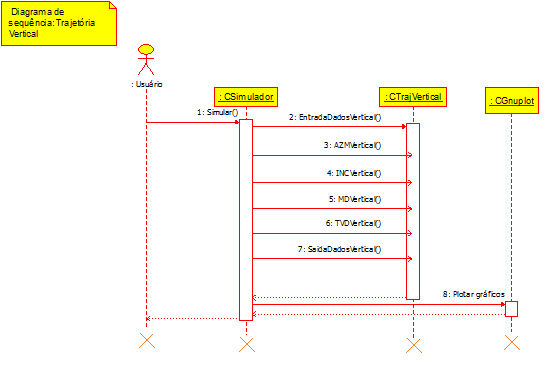 Diagrama de
sequência: Trajetória
Vertical
: Usuário
: CSimulador
: CTrajVertical
: CGnuplot
1: Simular()
2: EntradaDadosVertical()
3: AZMVertical()
4: INCVertical()
5: MDVertical()
6: TVDVertical()
7: SaidaDadosVertical()
8: Plotar gráficos